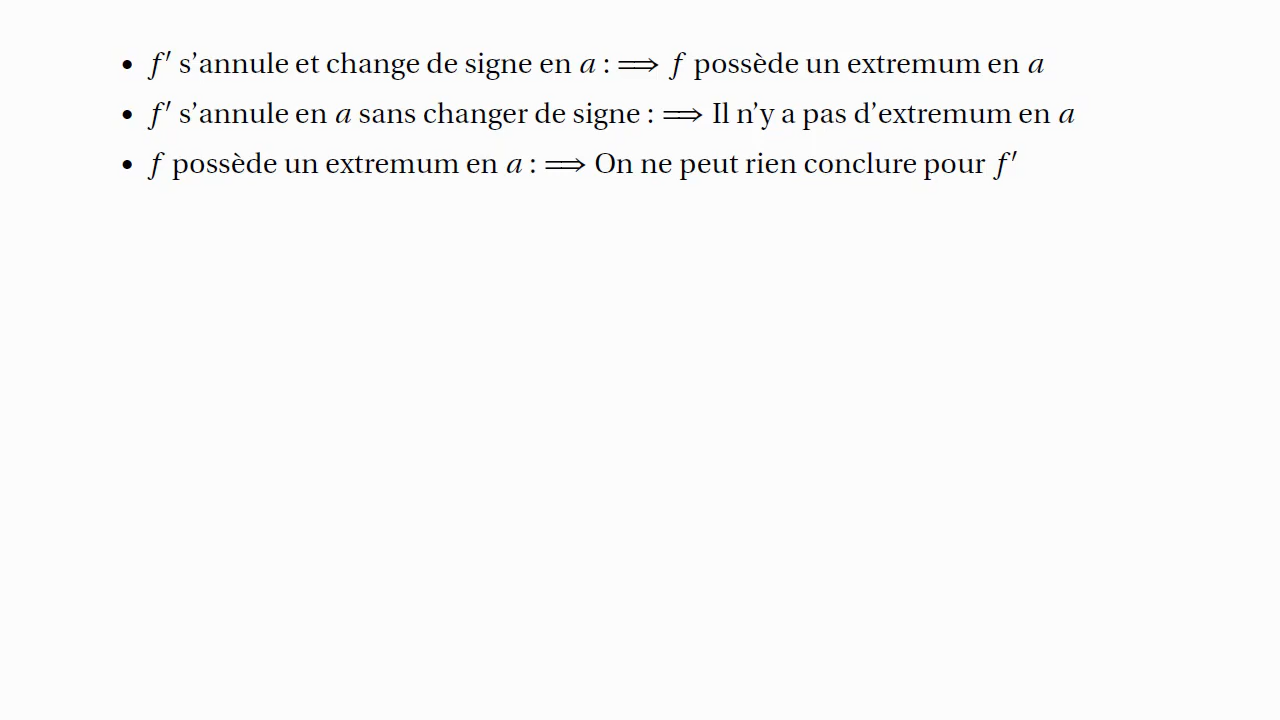 • f′ s’annule et change de signe en a : ⟹ f possède un extremum en a
• f′ s’annule en a sans changer de signe : ⟹ Il n’y a pas d’extremum en a
• f possède un extremum en a : ⟹ On ne peut rien conclure pour f′